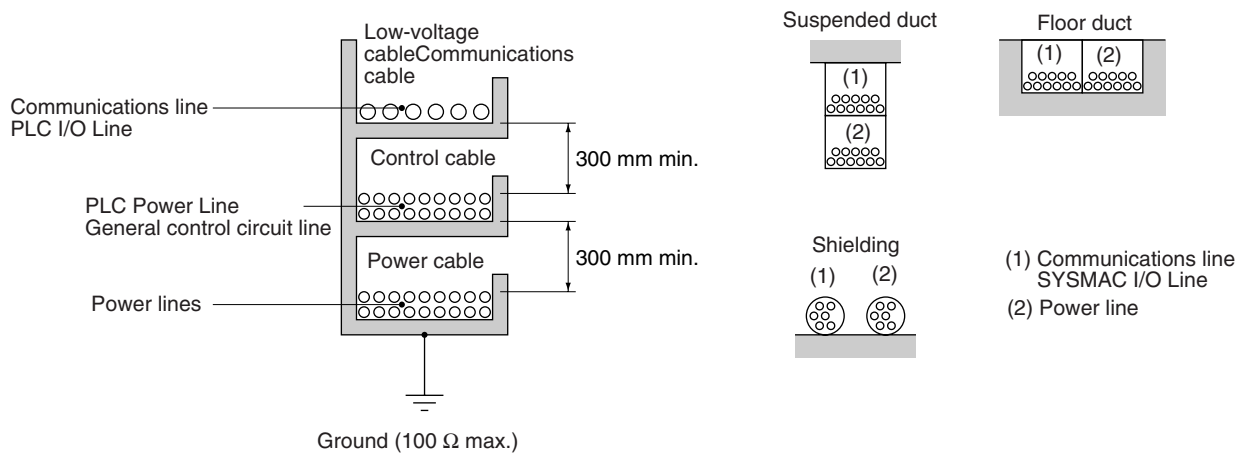 Low-voltage
cableCommunications
cable
Communications line
PLC I/O Line
300 mm min.
Control cable
PLC Power Line
General control circuit line
300 mm min.
Power cable
Power lines
Ground (100 Ω max.)
Suspended duct
(1)
(2)
Floor duct
(1) (2)
Shielding
(1) (2)
(1) Communications line
SYSMAC I/O Line
(2) Power line